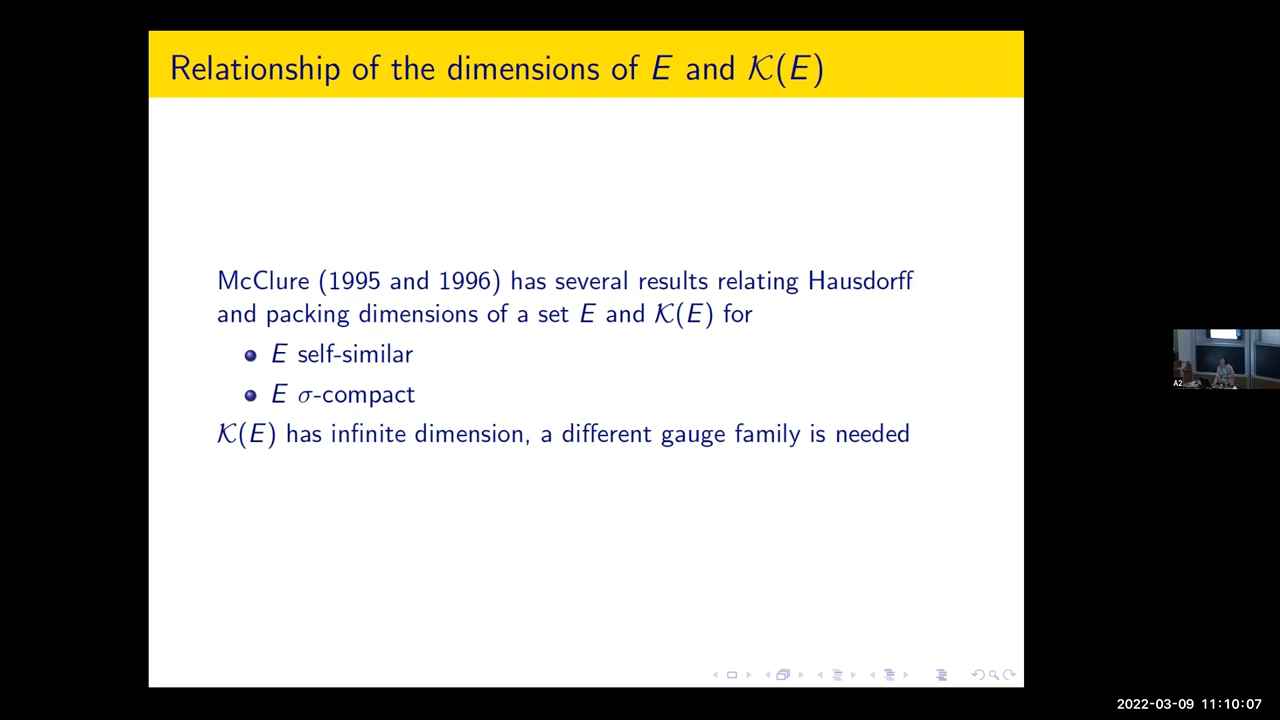 Relationship of the dimensions of E and 𝒦(E)
McClure (1995 and 1996) has several results relating Hausdorff
and packing dimensions of a set E and 𝒦(E) for
E self-similar
E σ-compact
𝒦(E) has infinite dimension, a different gauge family is needed
A2
2022-03-09 11:10:07